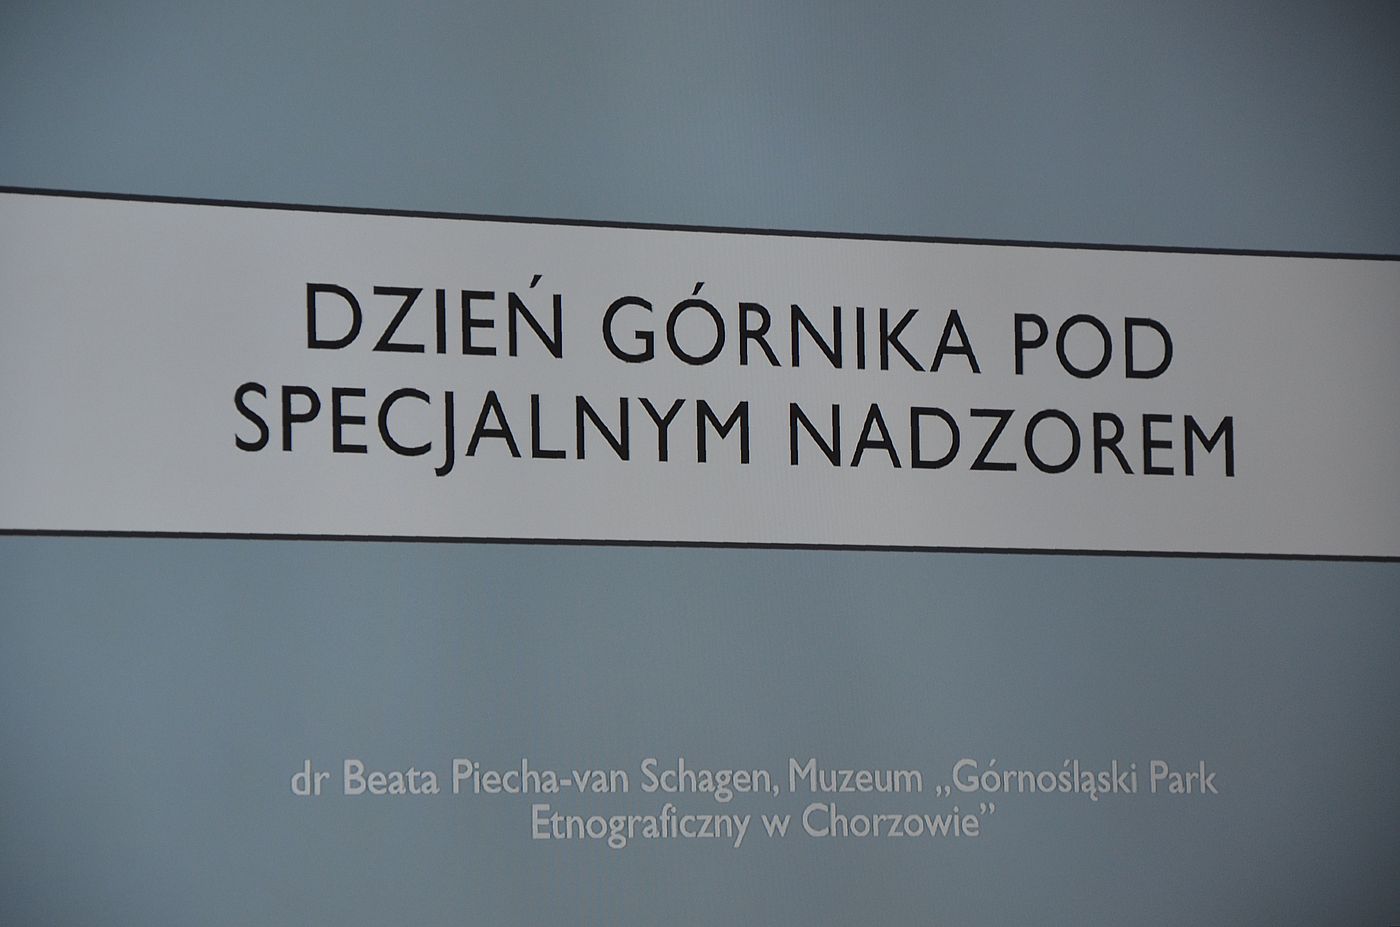 DZIEŃ GÓRNIKA POD
SPECJALNYM NADZOREM
dr Beata Piecha-van Schagen, Muzeum „Górnośląski Park
Etnograficzny w Chorzowie”